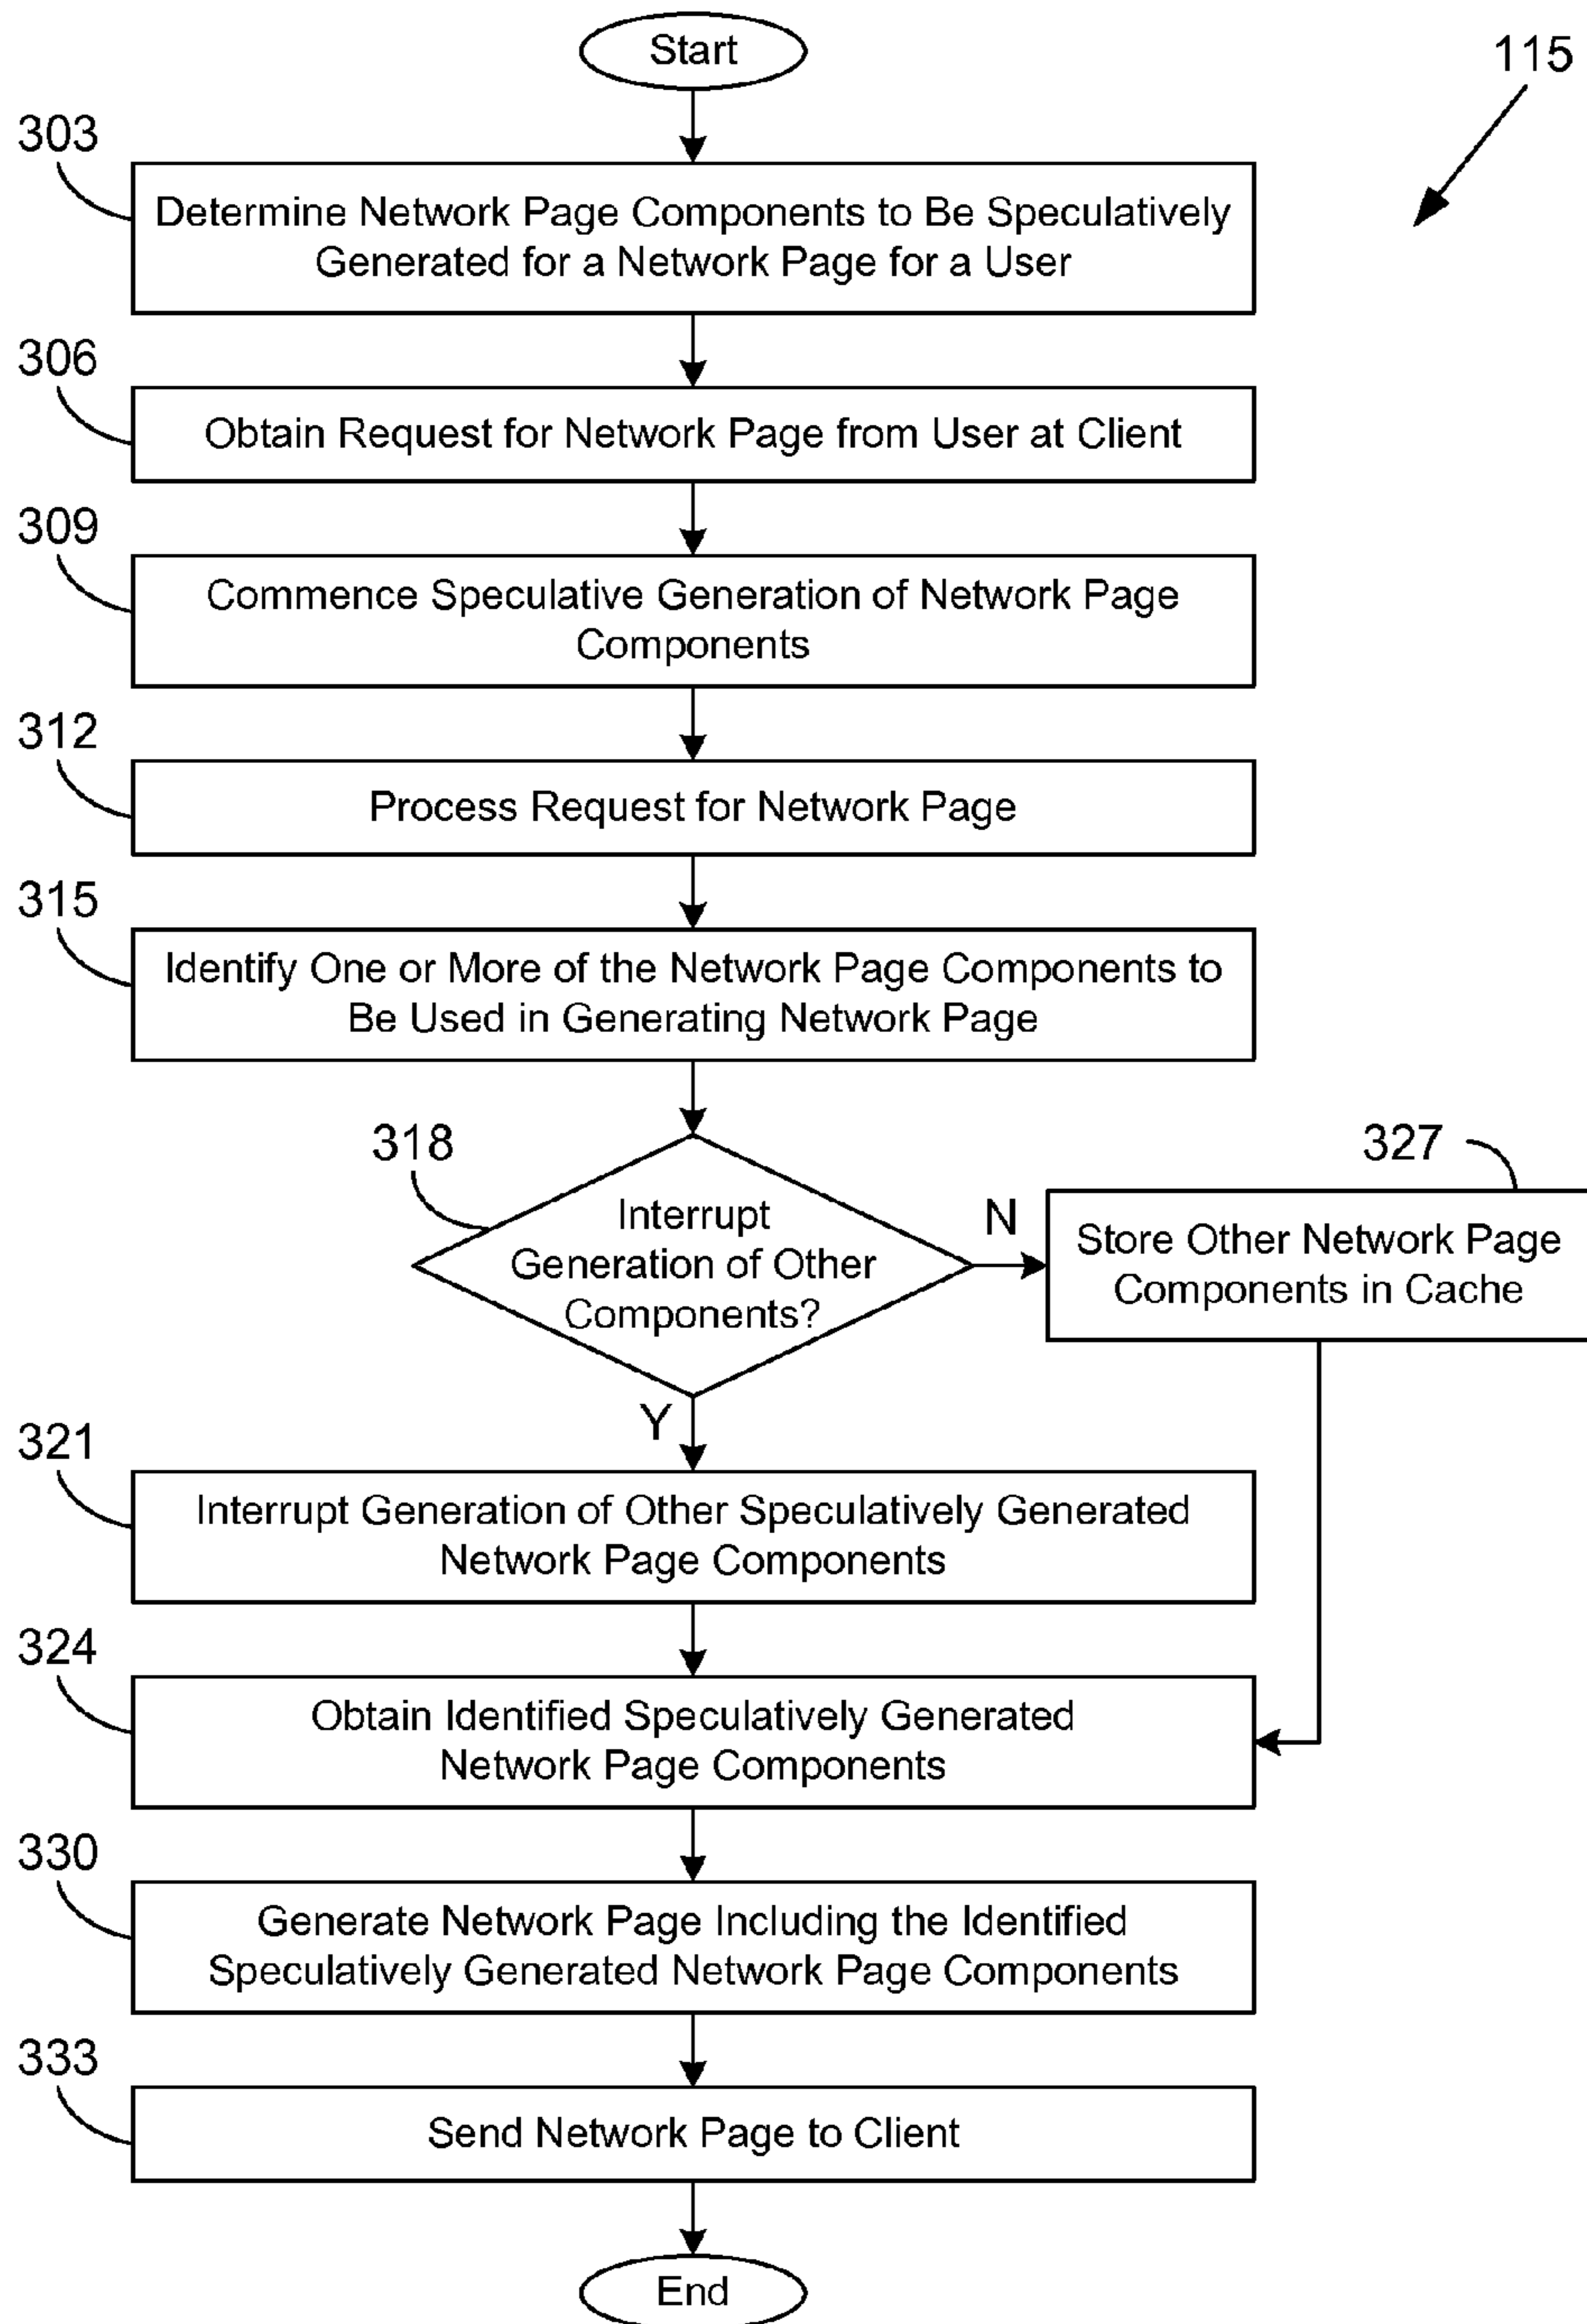 Start
115
303
Determine Network Page Components to Be Speculatively
Generated for a Network Page for a User
306
Obtain Request for Network Page from User at Client
309
Commence Speculative Generation of Network Page
Components
312
Process Request for Network Page
315
Identify One or More of the Network Page Components to
Be Used in Generating Network Page
318
Interrupt
Generation of Other
Components?
N
327
Store Other Network Page
Components in Cache
Y
321
Interrupt Generation of Other Speculatively Generated
Network Page Components
324
Obtain Identified Speculatively Generated
Network Page Components
330
Generate Network Page Including the Identified
Speculatively Generated Network Page Components
333
Send Network Page to Client
End